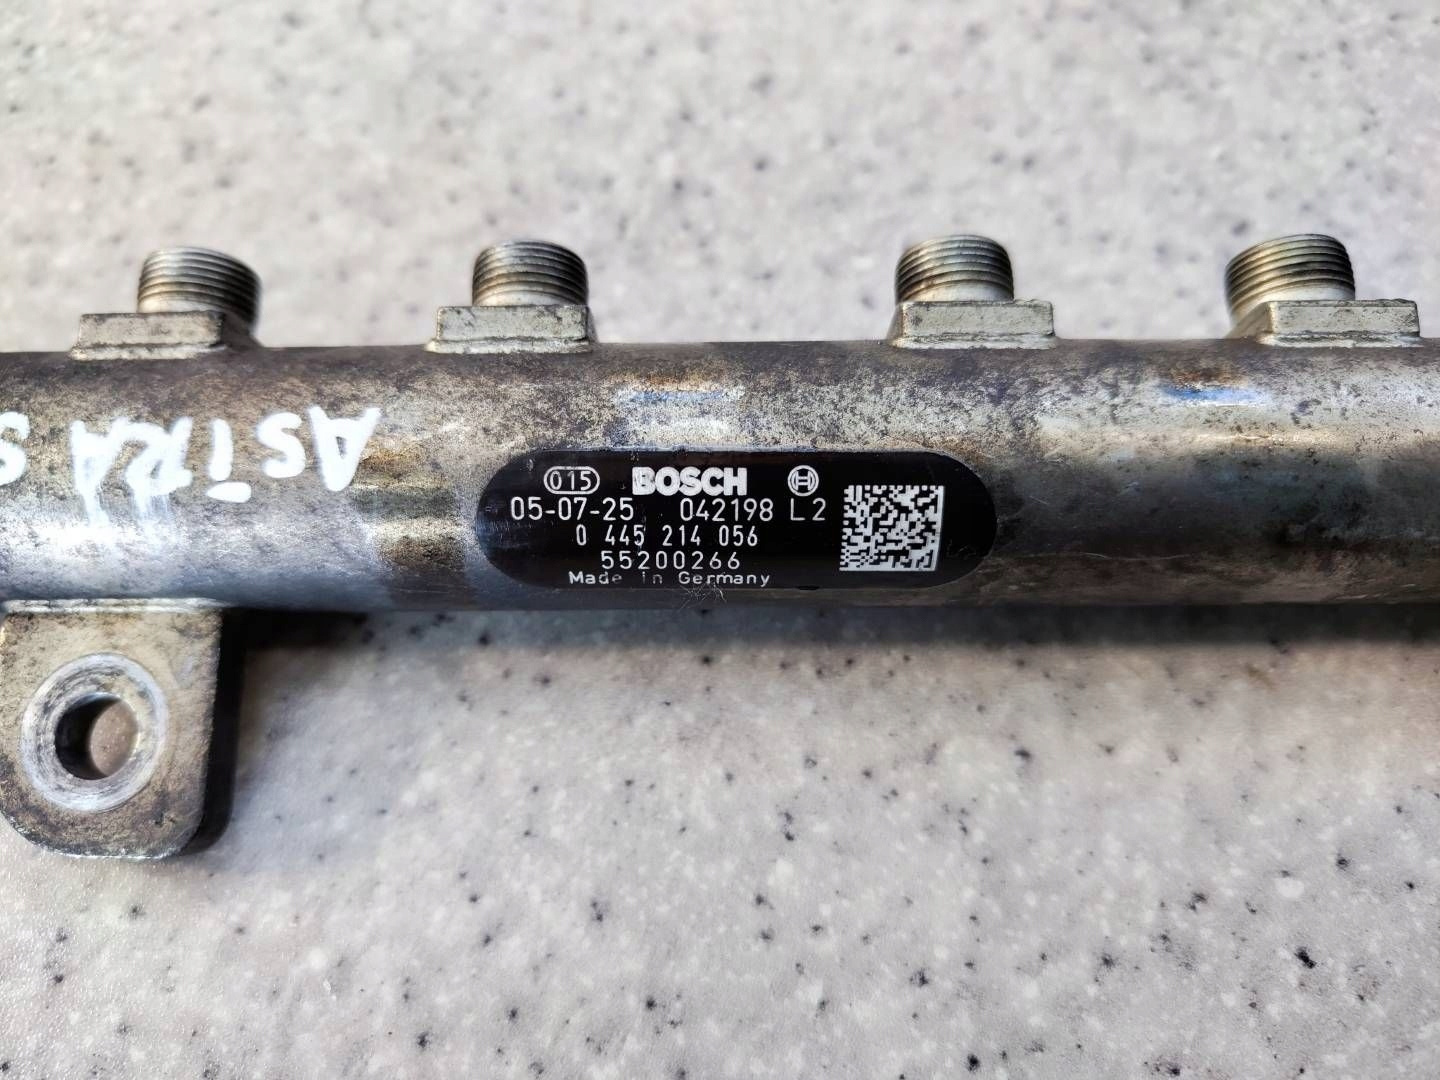 015 BOSCH
05-07-25 042198 L2
0 445 214 056
55200266
Made in Germany
ASTRA